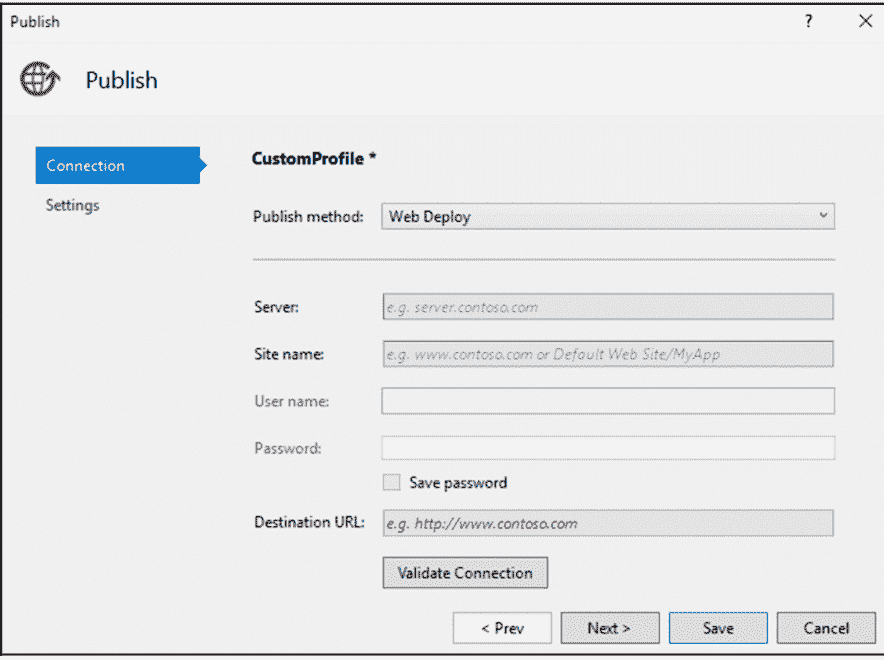 Publish ? ×
Publish
Connection
Settings
CustomProfile *
Publish method: Web Deploy
Server: e.g. server.contoso.com
Site name: e.g. www.contoso.com or Default Web Site/MyApp
User name:
Password:
Save password
Destination URL: e.g. http://www.contoso.com
Validate Connection
< Prev Next > Save Cancel